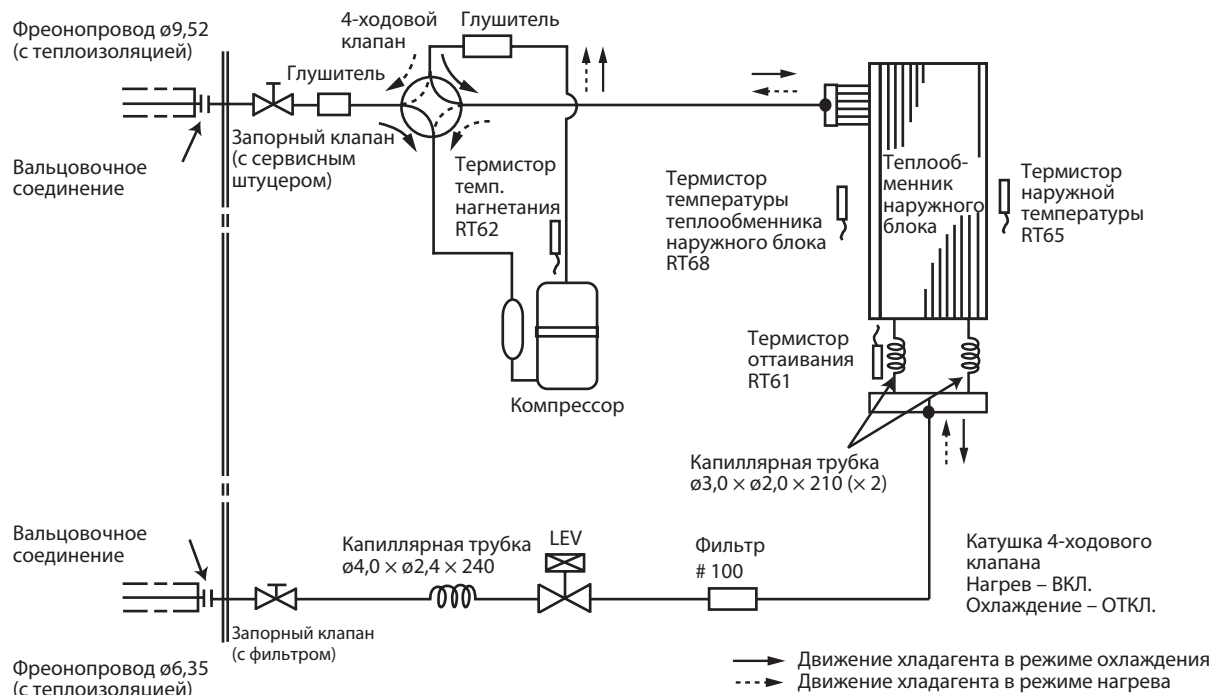 Фреонопровод ø9,52
(с теплоизоляцией)
4-ходовой
клапан
Глушитель
Глушитель
Вальцовочное
соединение
Запорный клапан
(с сервисным
штуцером)
Термистор
темп.
нагнетания
RT62
Термистор
температуры
теплообменника
наружного блока
RT68
Теплооб-
менник
наружного
блока
Термистор
наружной
температуры
RT65
Термистор
оттаивания
RT61
Компрессор
Капиллярная трубка
ø3,0 × ø2,0 × 210 (× 2)
Вальцовочное
соединение
Капиллярная трубка
ø4,0 × ø2,4 × 240
LEV
Фильтр
# 100
Катушка 4-ходового
клапана
Нагрев – ВКЛ.
Охлаждение – ОТКЛ.
Запорный клапан
(с фильтром)
Фреонопровод ø6,35
(с теплоизоляцией)
Движение хладагента в режиме охлаждения
Движение хладагента в режиме нагрева